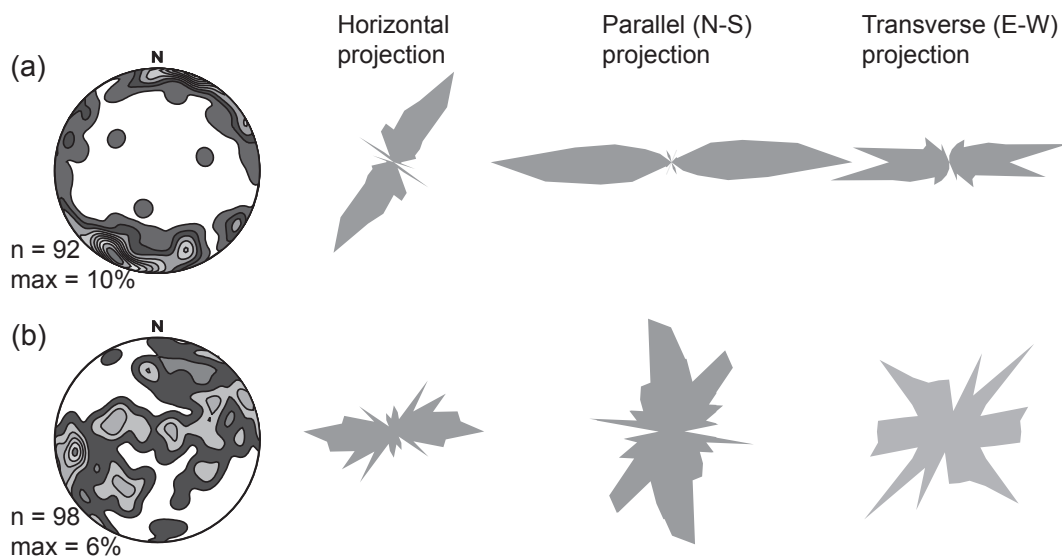 Horizontal
projection
Parallel (N-S)
projection
Transverse (E-W)
projection
(a)
N
n = 92
max = 10%
(b)
N
n = 98
max = 6%